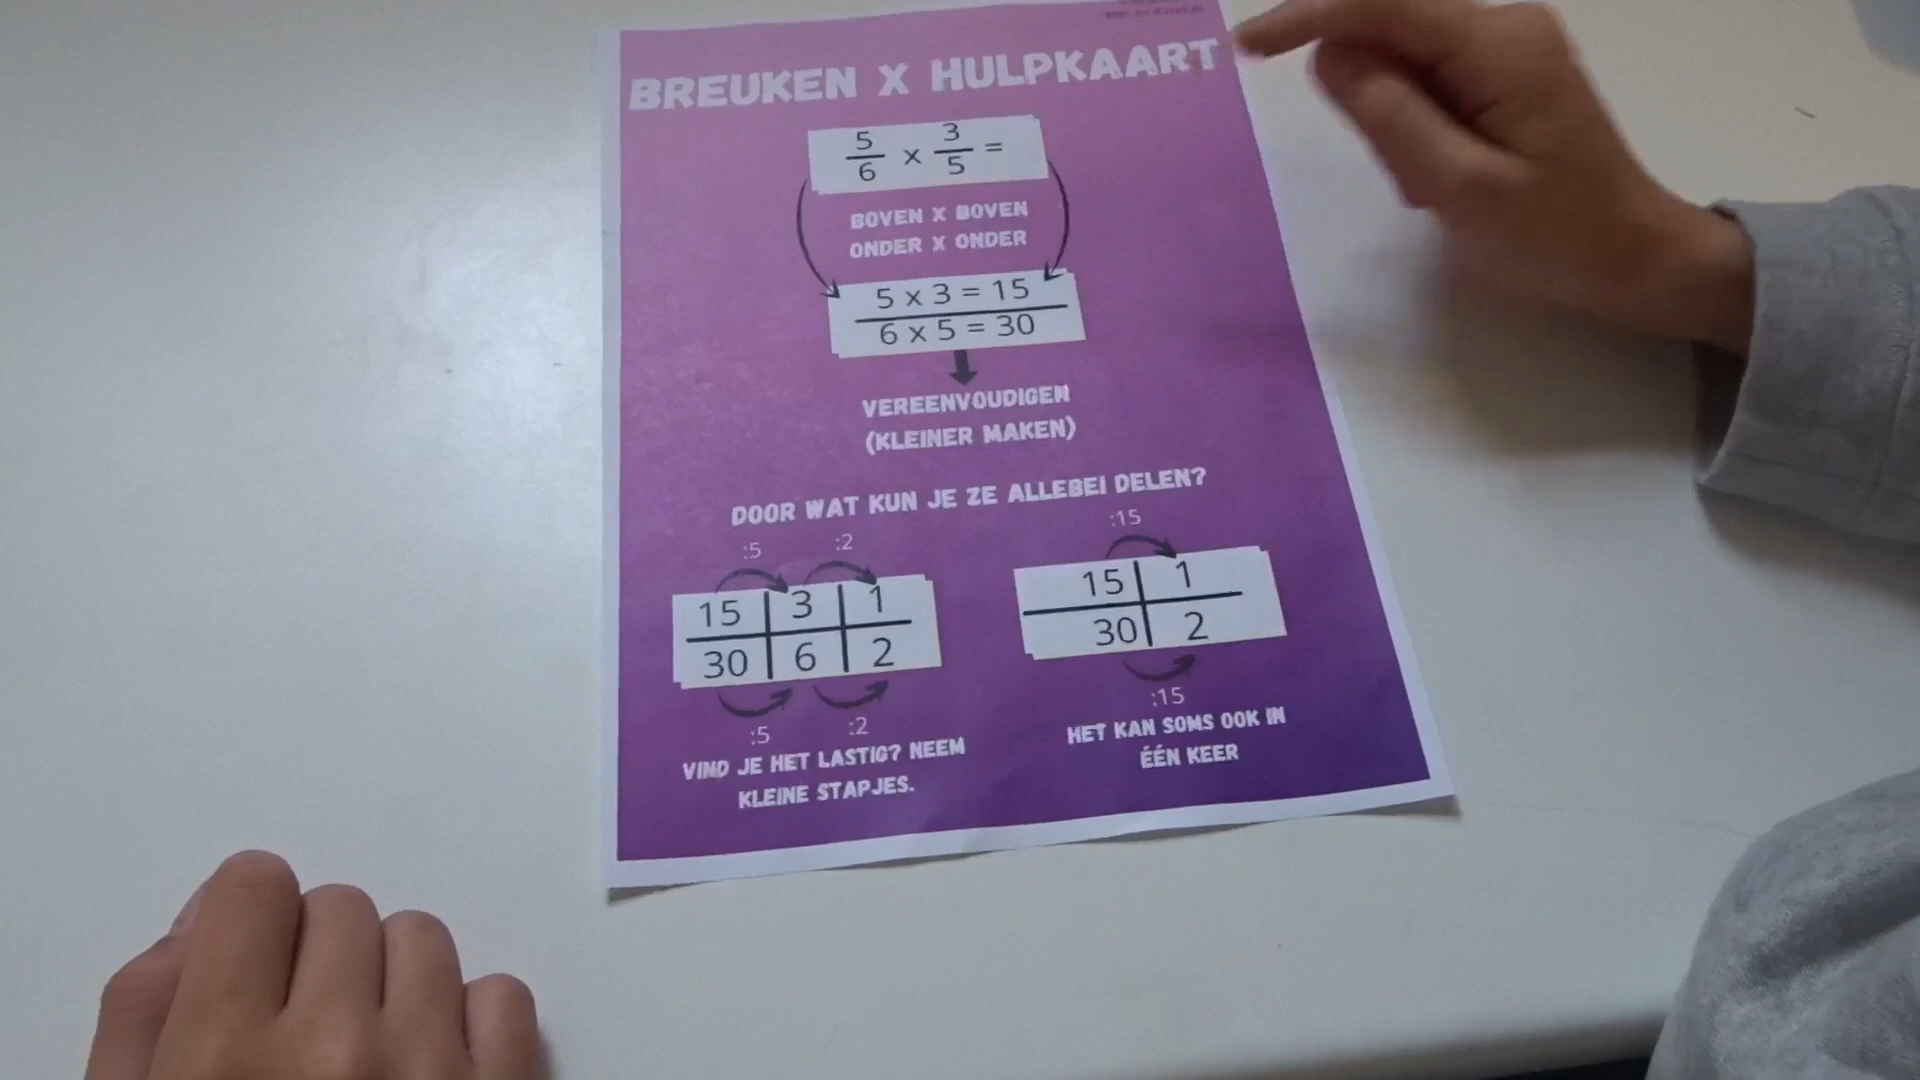 BREUKEN X HULPKAART
5/6 x 3/5 =
BOVEN X BOVEN
ONDER X ONDER
5 x 3 = 15
6 x 5 = 30
VEREENVOUDIGEN
(KLEINER MAKEN)
DOOR WAT KUN JE ZE ALLEBEI DELEN?
:5 :2
15 3 1
30 6 2
:5 :2
VIND JE HET LASTIG? NEEM
KLEINE STAPJES.
:15
15 1
30 2
:15
HET KAN SOMS OOK IN
ÉÉN KEER